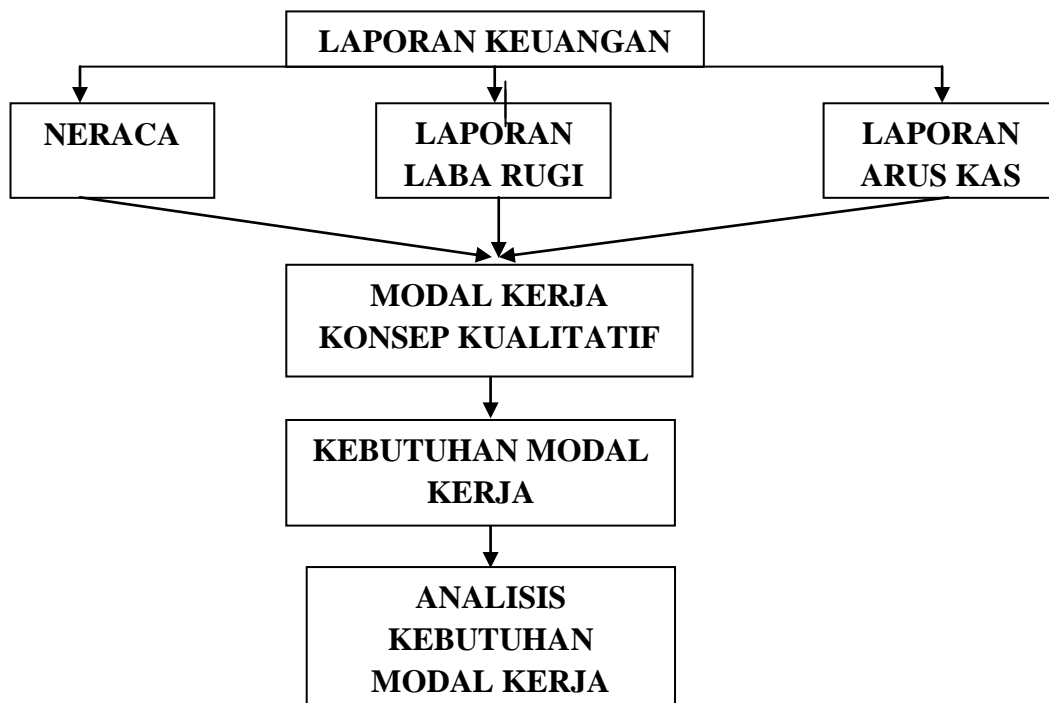 LAPORAN KEUANGAN
NERACA
LAPORAN
LABA RUGI
LAPORAN
ARUS KAS
MODAL KERJA
KONSEP KUALITATIF
KEBUTUHAN MODAL
KERJA
ANALISIS
KEBUTUHAN
MODAL KERJA